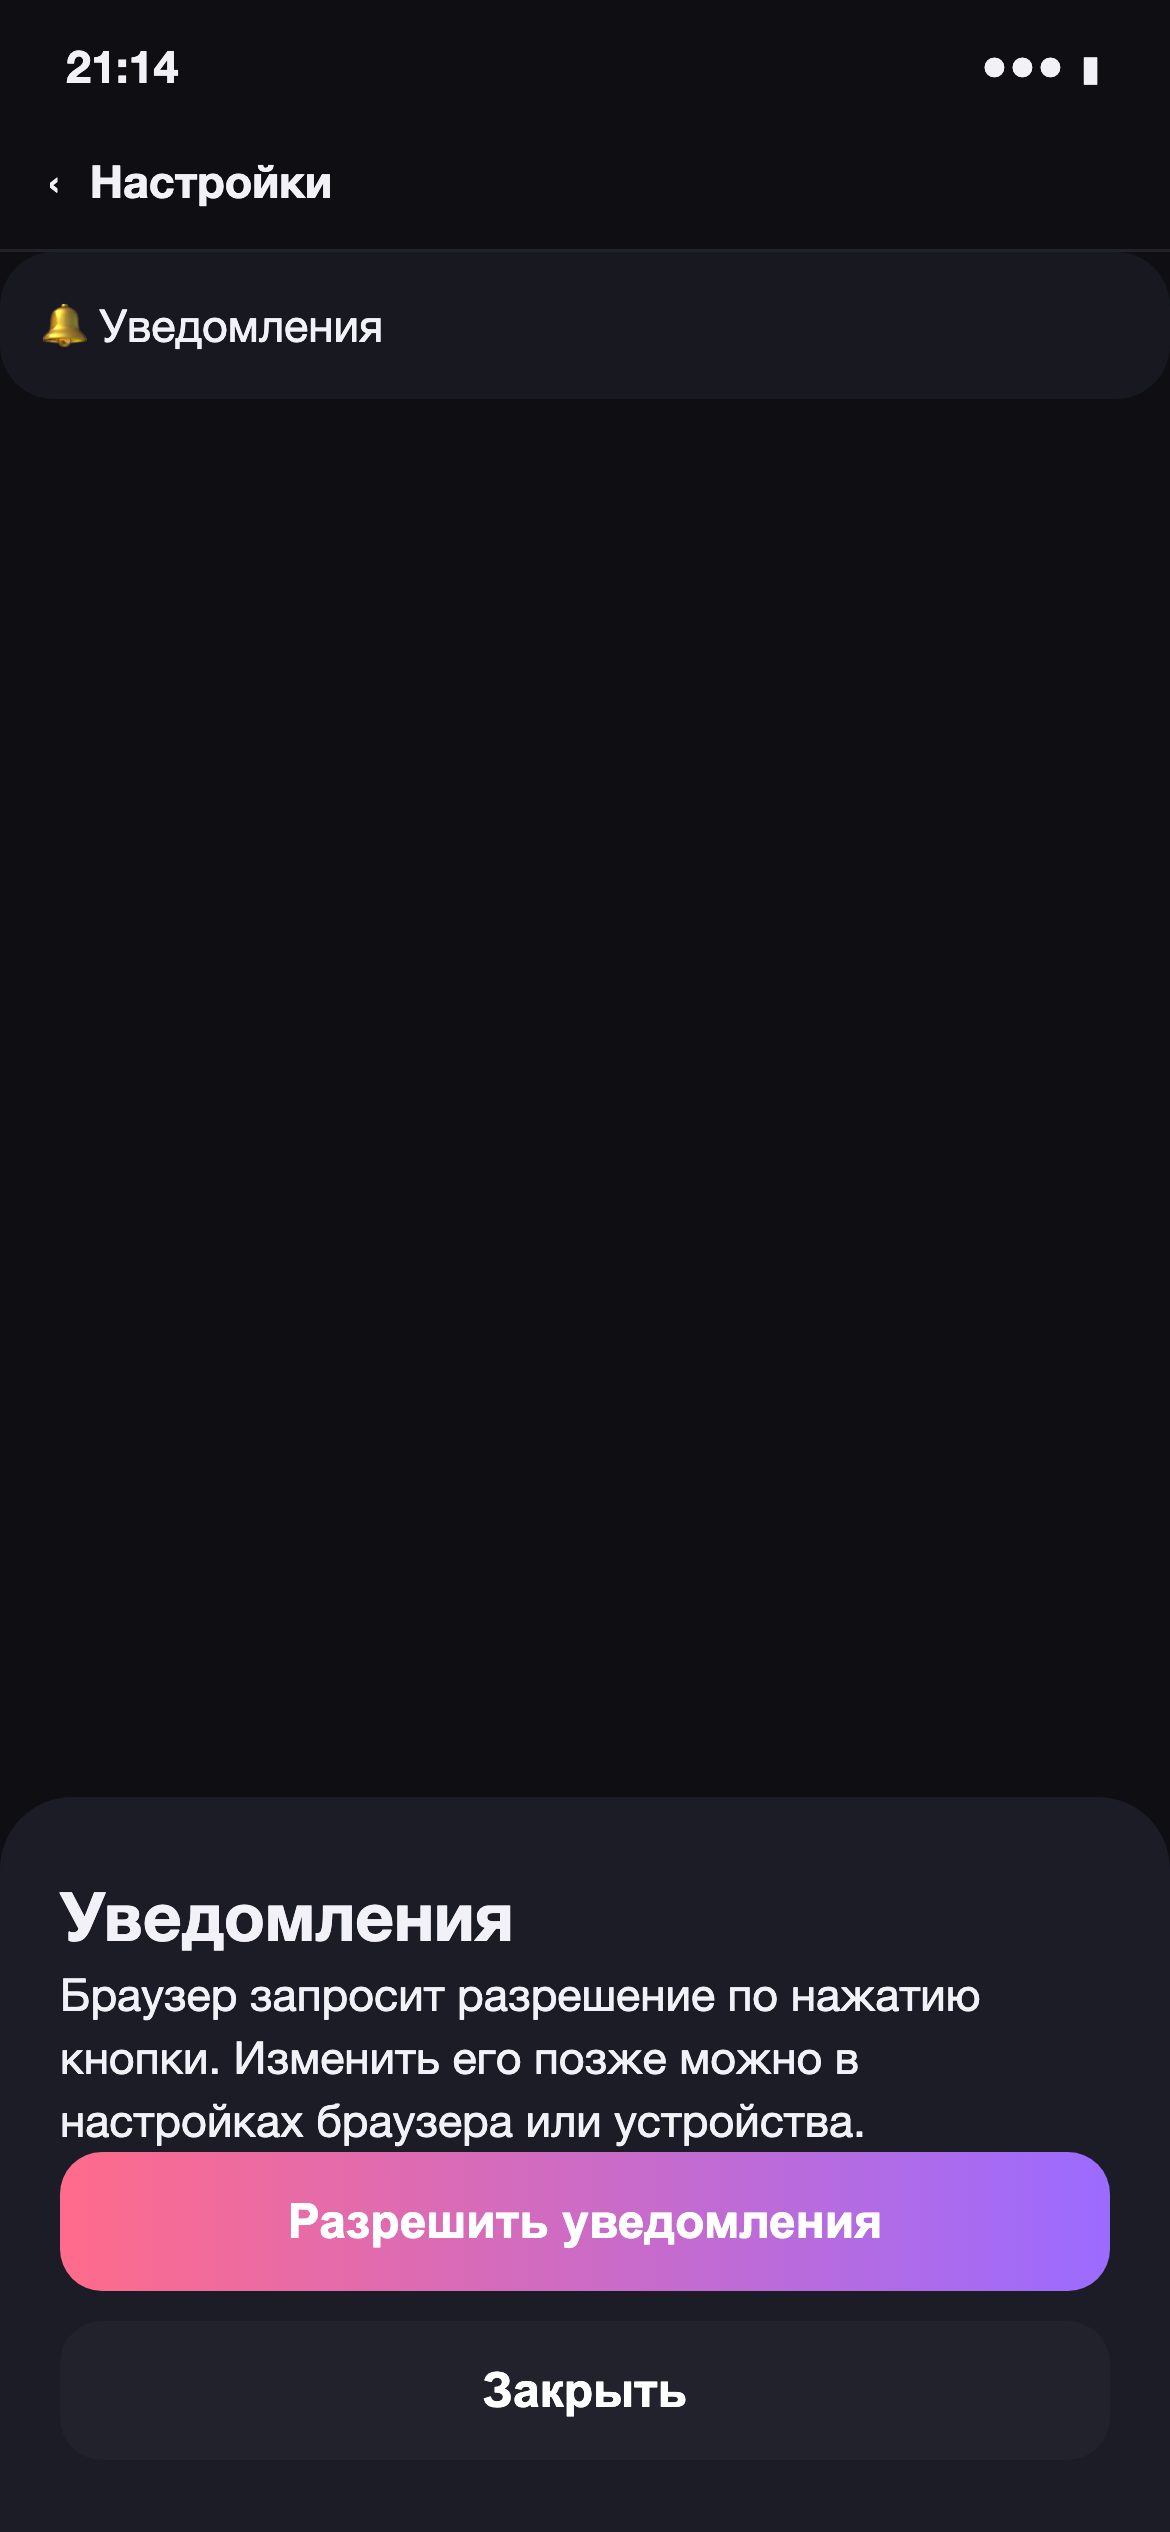 21:14
‹ Настройки
🔔 Уведомления
Уведомления
Браузер запросит разрешение по нажатию
кнопки. Изменить его позже можно в
настройках браузера или устройства.
Разрешить уведомления
Закрыть